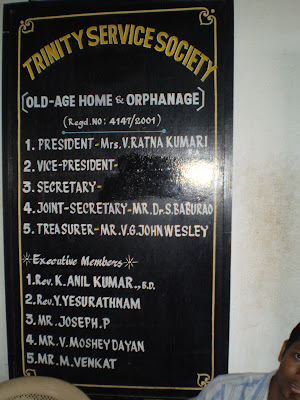 TRINITY SERVICE SOCIETY
(OLD-AGE HOME & ORPHANAGE)
(Regd.NO: 4147/2001)
1. PRESIDENT-Mrs.V.RATNA KUMARI
2. VICE-PRESIDENT-
3. SECRETARY-
4. JOINT-SECRETARY-MR.Dr.S.BABURAO
5. TREASURER-MR.V.G.JOHN WESLEY
Executive Members
1.Rev.K.ANIL KUMAR.,B.D.
2.Rev.Y.YESURATHNAM
3.MR.JOSEPH.P
4.MR.V.MOSHEY DAYAN
5.MR.M.VENKAT